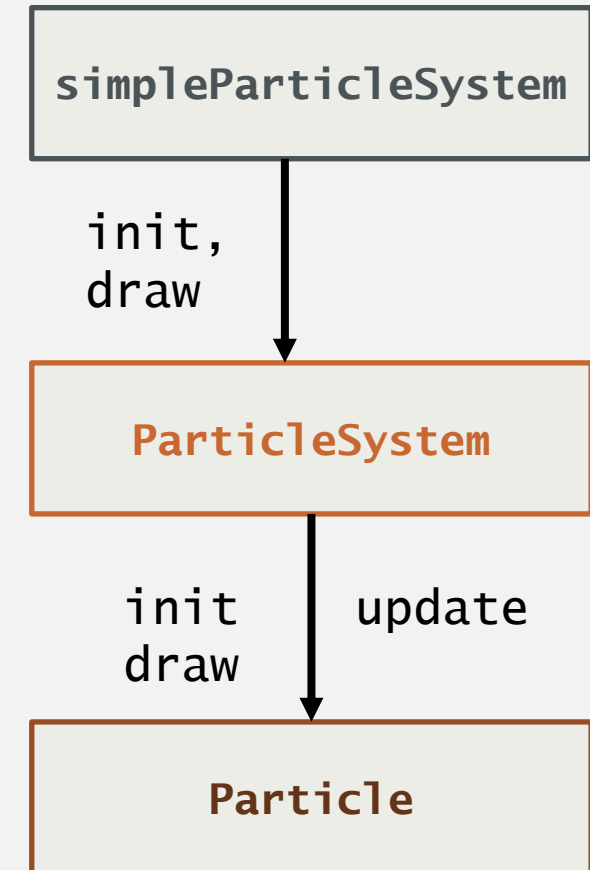 simpleParticleSystem
init,
draw
ParticleSystem
init
draw
update
Particle